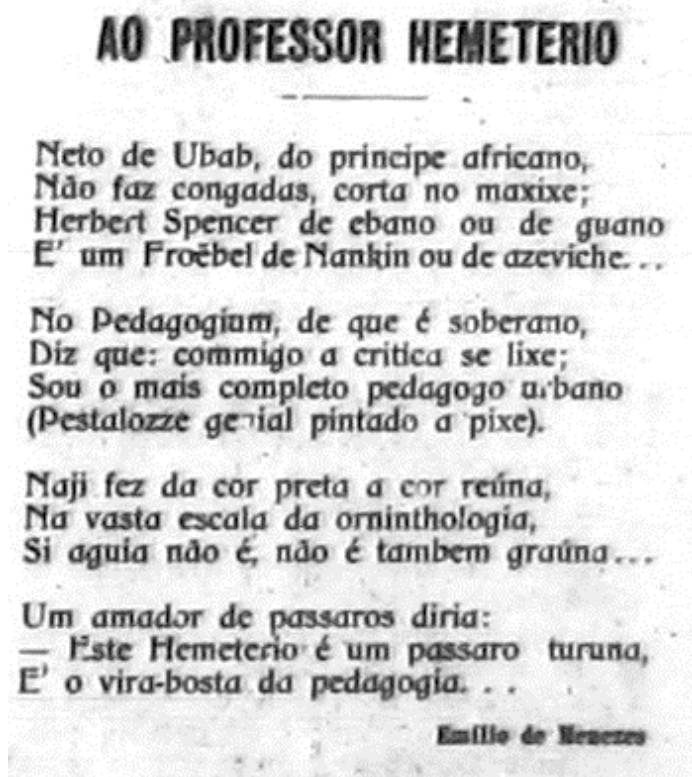 AO PROFESSOR HEMETERIO
Neto de Ubab, do principe africano,
Não faz congadas, corta no maxixe;
Herbert Spencer de ebano ou de guano
E' um Froëbel de Nankin ou de azeviche...
No Pedagogium, de que é soberano,
Diz que: commigo a critica se lixe;
Sou o mais completo pedagogo urbano
(Pestalozze genial pintado a pixe).
Naji fez da cor preta a cor reúna,
Na vasta escala da orninthologia,
Si aguia não é, não é tambem graúna...
Um amador de passaros diria:
— Este Hemeterio é um passaro turuna,
E' o vira-bosta da pedagogia...
Emilio de Menezes